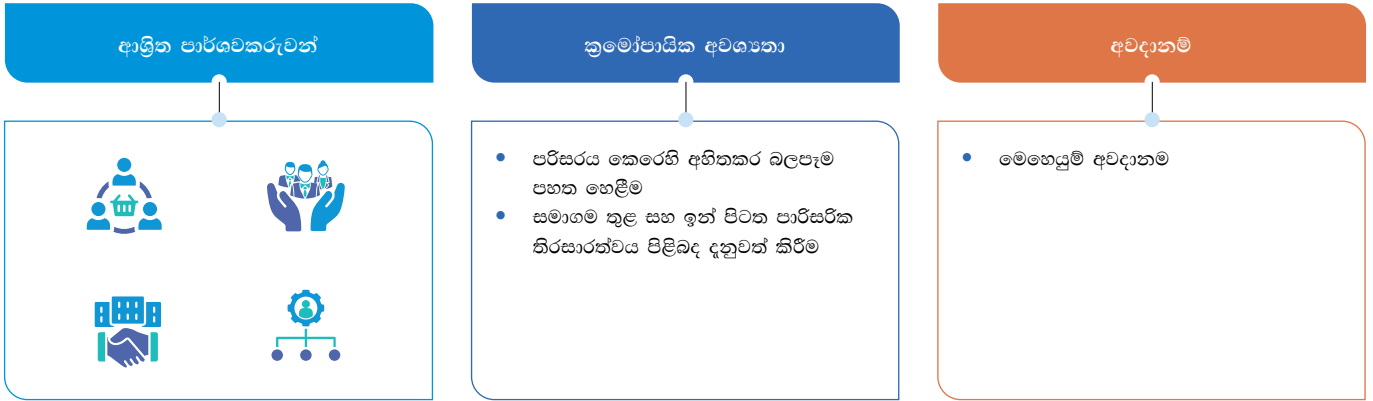 ආශ්‍රිත පාර්ශවකරුවන්
ක්‍රමෝපායික අවශ්‍යතා
අවදානම්
පරිසරය කෙරෙහි අහිතකර බලපෑම
පහත හෙළීම
සමාගම තුළ සහ ඉන් පිටත පාරිසරික
තිරසාරත්වය පිළිබද දැනුවත් කිරීම
මෙහෙයුම් අවදානම